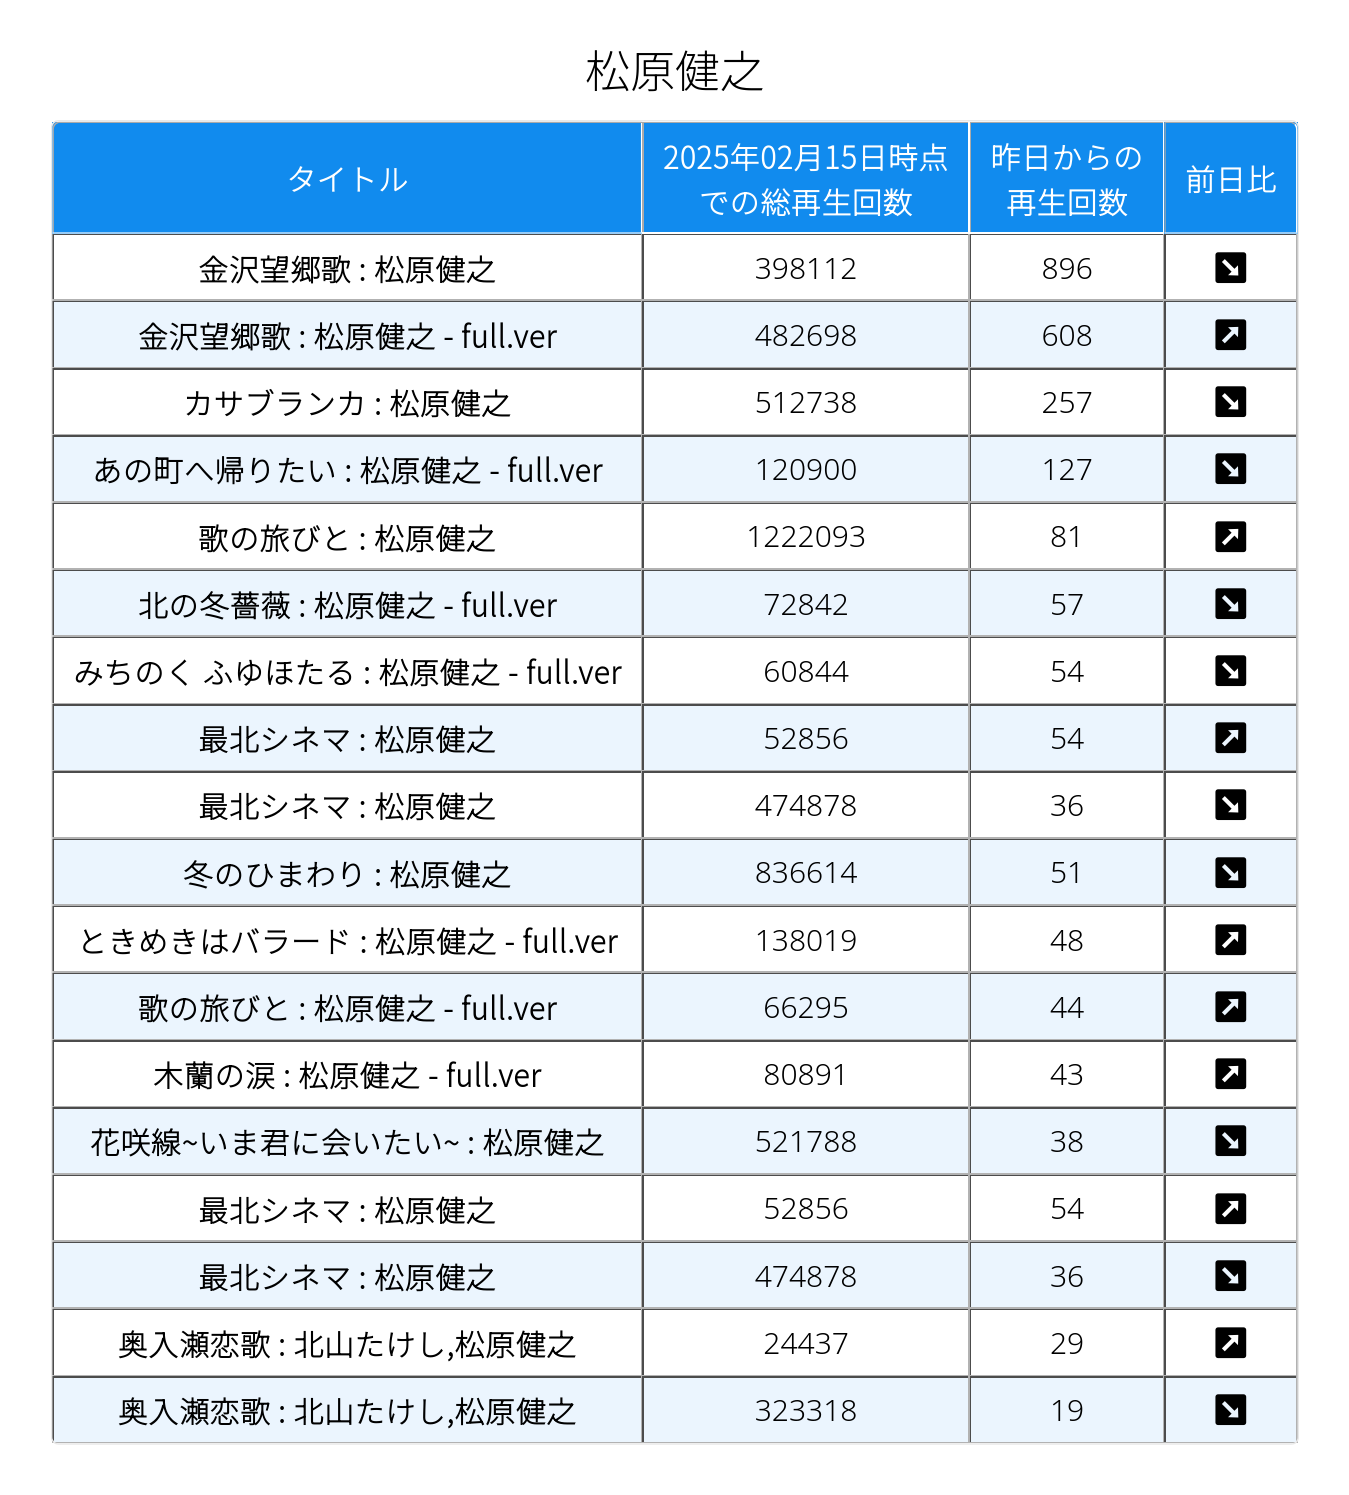 松原健之
タイトル
2025年02月15日時点
での総再生回数
昨日からの
再生回数
前日比
金沢望郷歌 : 松原健之 398112 896 ↘
金沢望郷歌 : 松原健之 - full.ver 482698 608 ↗
カサブランカ : 松原健之 512738 257 ↘
あの町へ帰りたい : 松原健之 - full.ver 120900 127 ↘
歌の旅びと : 松原健之 1222093 81 ↗
北の冬薔薇 : 松原健之 - full.ver 72842 57 ↘
みちのく ふゆほたる : 松原健之 - full.ver 60844 54 ↘
最北シネマ : 松原健之 52856 54 ↗
最北シネマ : 松原健之 474878 36 ↘
冬のひまわり : 松原健之 836614 51 ↘
ときめきはバラード : 松原健之 - full.ver 138019 48 ↗
歌の旅びと : 松原健之 - full.ver 66295 44 ↗
木蘭の涙 : 松原健之 - full.ver 80891 43 ↗
花咲線~いま君に会いたい~ : 松原健之 521788 38 ↘
最北シネマ : 松原健之 52856 54 ↗
最北シネマ : 松原健之 474878 36 ↘
奥入瀬恋歌 : 北山たけし,松原健之 24437 29 ↗
奥入瀬恋歌 : 北山たけし,松原健之 323318 19 ↘